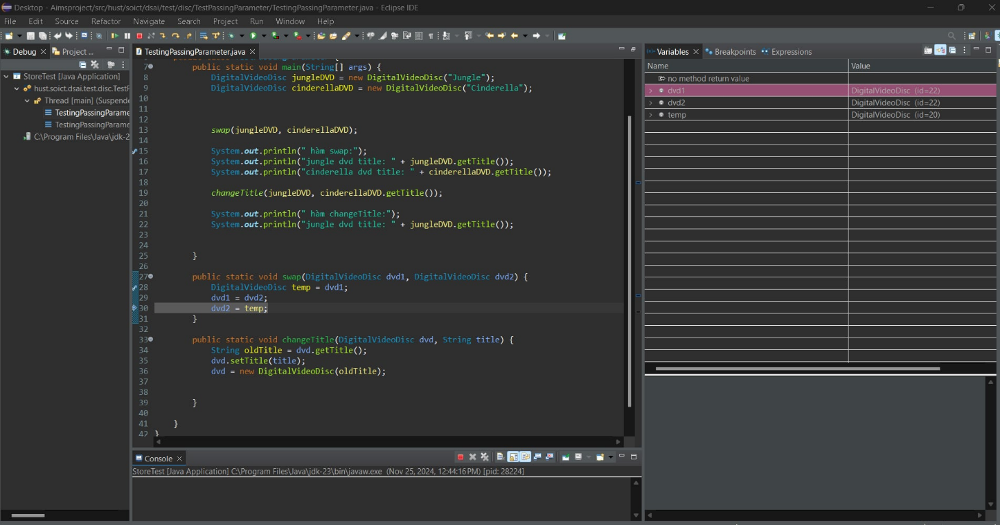 Desktop - Aimsproject/src/hust/soict/dsai/test/disc/TestPassingParameter/TestingPassingParameter.java - Eclipse IDE
File Edit Source Refactor Navigate Search Project Run Window Help
Debug Project ...
StoreTest [Java Application]
hust.soict.dsai.test.disc.TestP
Thread [main] (Suspende
TestingPassingParame
TestingPassingParame
C:\Program Files\Java\jdk-2
TestingPassingParameter.java
7 public static void main(String[] args) {
8 DigitalVideoDisc jungleDVD = new DigitalVideoDisc("Jungle");
9 DigitalVideoDisc cinderellaDVD = new DigitalVideoDisc("Cinderella");
10
11
12
13 swap(jungleDVD, cinderellaDVD);
14
15 System.out.println(" hàm swap:");
16 System.out.println("jungle dvd title: " + jungleDVD.getTitle());
17 System.out.println("cinderella dvd title: " + cinderellaDVD.getTitle());
18
19 changeTitle(jungleDVD, cinderellaDVD.getTitle());
20
21 System.out.println(" hàm changeTitle:");
22 System.out.println("jungle dvd title: " + jungleDVD.getTitle());
23
24
25 }
26
27 public static void swap(DigitalVideoDisc dvd1, DigitalVideoDisc dvd2) {
28 DigitalVideoDisc temp = dvd1;
29 dvd1 = dvd2;
30 dvd2 = temp;
31 }
32
33 public static void changeTitle(DigitalVideoDisc dvd, String title) {
34 String oldTitle = dvd.getTitle();
35 dvd.setTitle(title);
36 dvd = new DigitalVideoDisc(oldTitle);
37
38
39 }
40
41 }
42 }
Variables Breakpoints Expressions
Name Value
no method return value
dvd1 DigitalVideoDisc (id=22)
dvd2 DigitalVideoDisc (id=22)
temp DigitalVideoDisc (id=20)
Console
StoreTest [Java Application] C:\Program Files\Java\jdk-23\bin\javaw.exe (Nov 25, 2024, 12:44:16 PM) [pid: 28224]